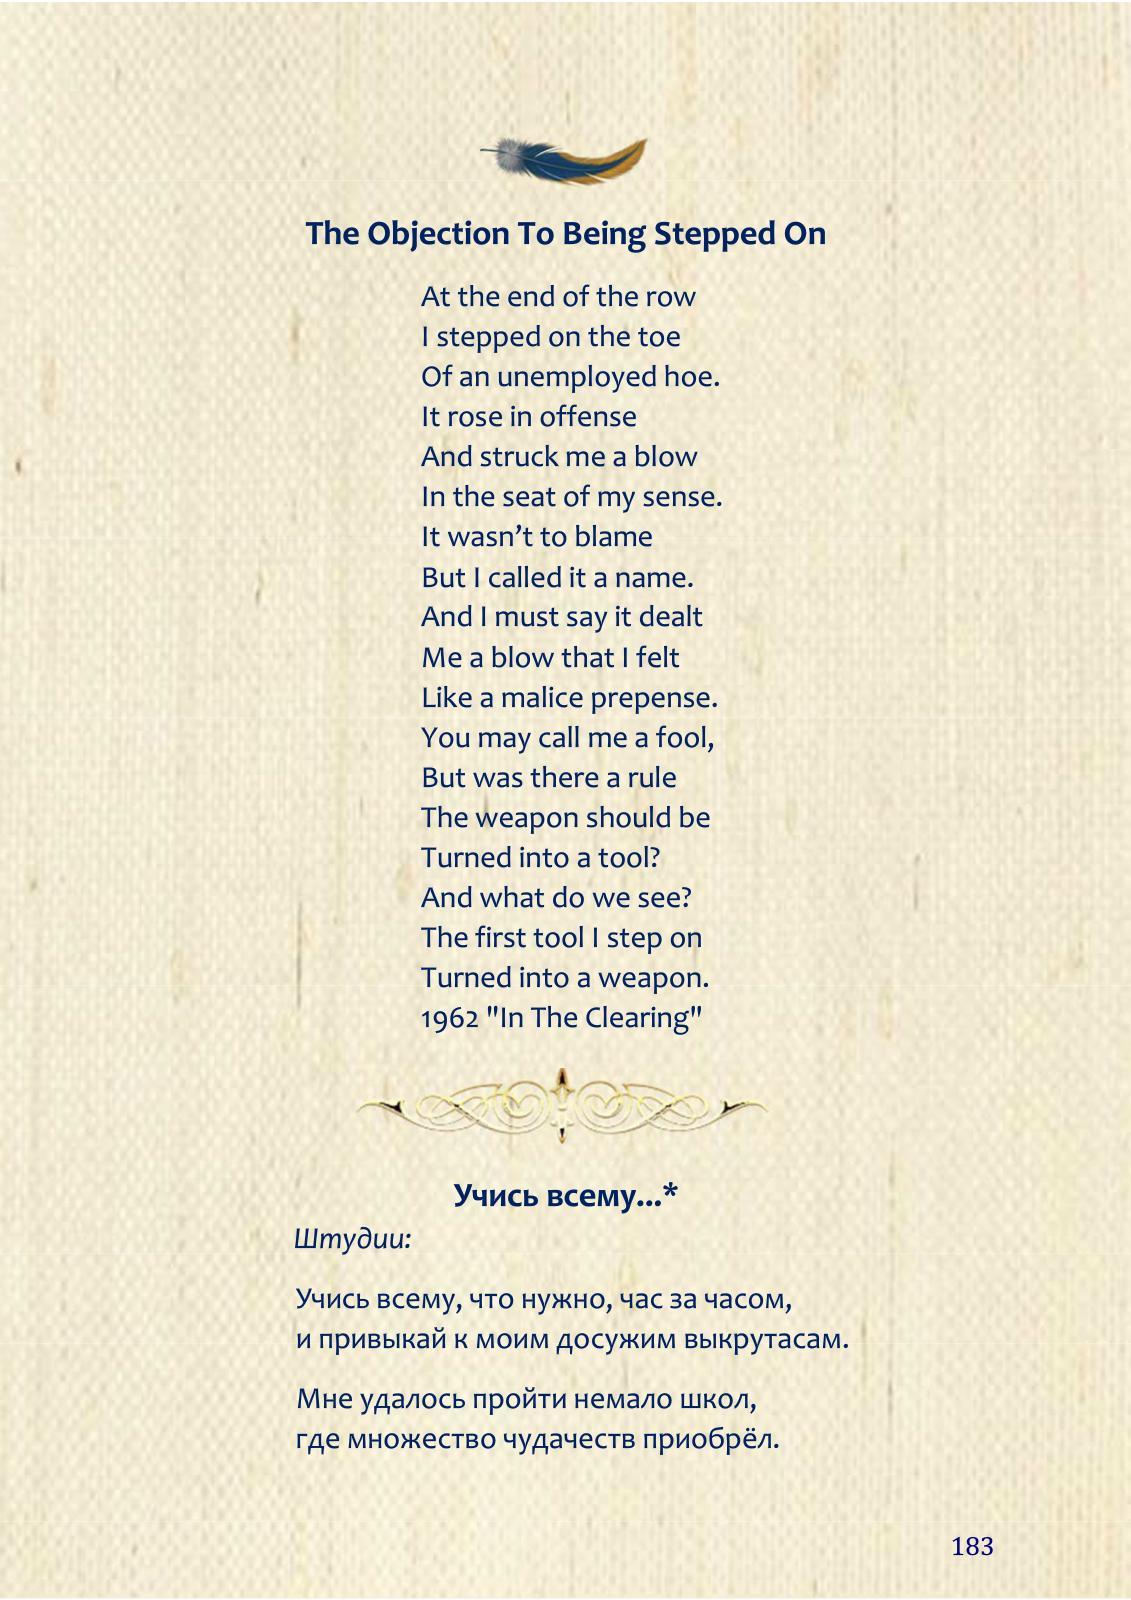 The Objection To Being Stepped On
At the end of the row
I stepped on the toe
Of an unemployed hoe.
It rose in offense
And struck me a blow
In the seat of my sense.
It wasn’t to blame
But I called it a name.
And I must say it dealt
Me a blow that I felt
Like a malice prepense.
You may call me a fool,
But was there a rule
The weapon should be
Turned into a tool?
And what do we see?
The first tool I step on
Turned into a weapon.
1962 "In The Clearing"
Учись всему...*
Штудии:
Учись всему, что нужно, час за часом,
и привыкай к моим досужим выкрутасам.
Мне удалось пройти немало школ,
где множество чудачеств приобрёл.
183